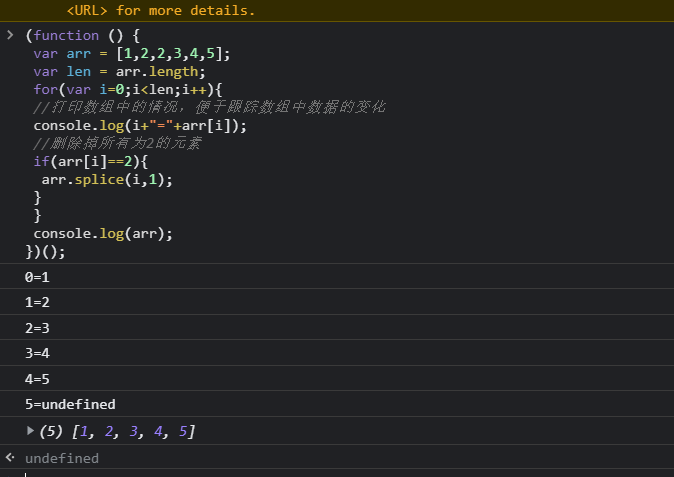 <URL> for more details.
(function () {
var arr = [1,2,2,3,4,5];
var len = arr.length;
for(var i=0;i<len;i++){
//打印数组中的情况，便于跟踪数组中数据的变化
console.log(i+"="+arr[i]);
//删除掉所有为2的元素
if(arr[i]==2){
arr.splice(i,1);
}
}
console.log(arr);
})();
0=1
1=2
2=3
3=4
4=5
5=undefined
(5) [1, 2, 3, 4, 5]
undefined